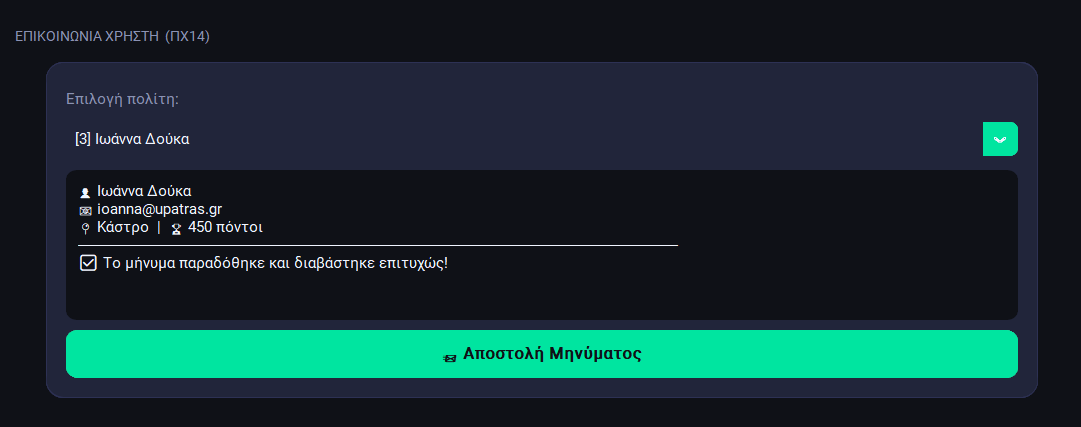 ΕΠΙΚΟΙΝΩΝΙΑ ΧΡΗΣΤΗ (ΠΧ14)
Επιλογή πολίτη:
[3] Ιωάννα Δούκα
Ιωάννα Δούκα
ioanna@upatras.gr
Κάστρο | 450 πόντοι
Το μήνυμα παραδόθηκε και διαβάστηκε επιτυχώς!
Αποστολή Μηνύματος